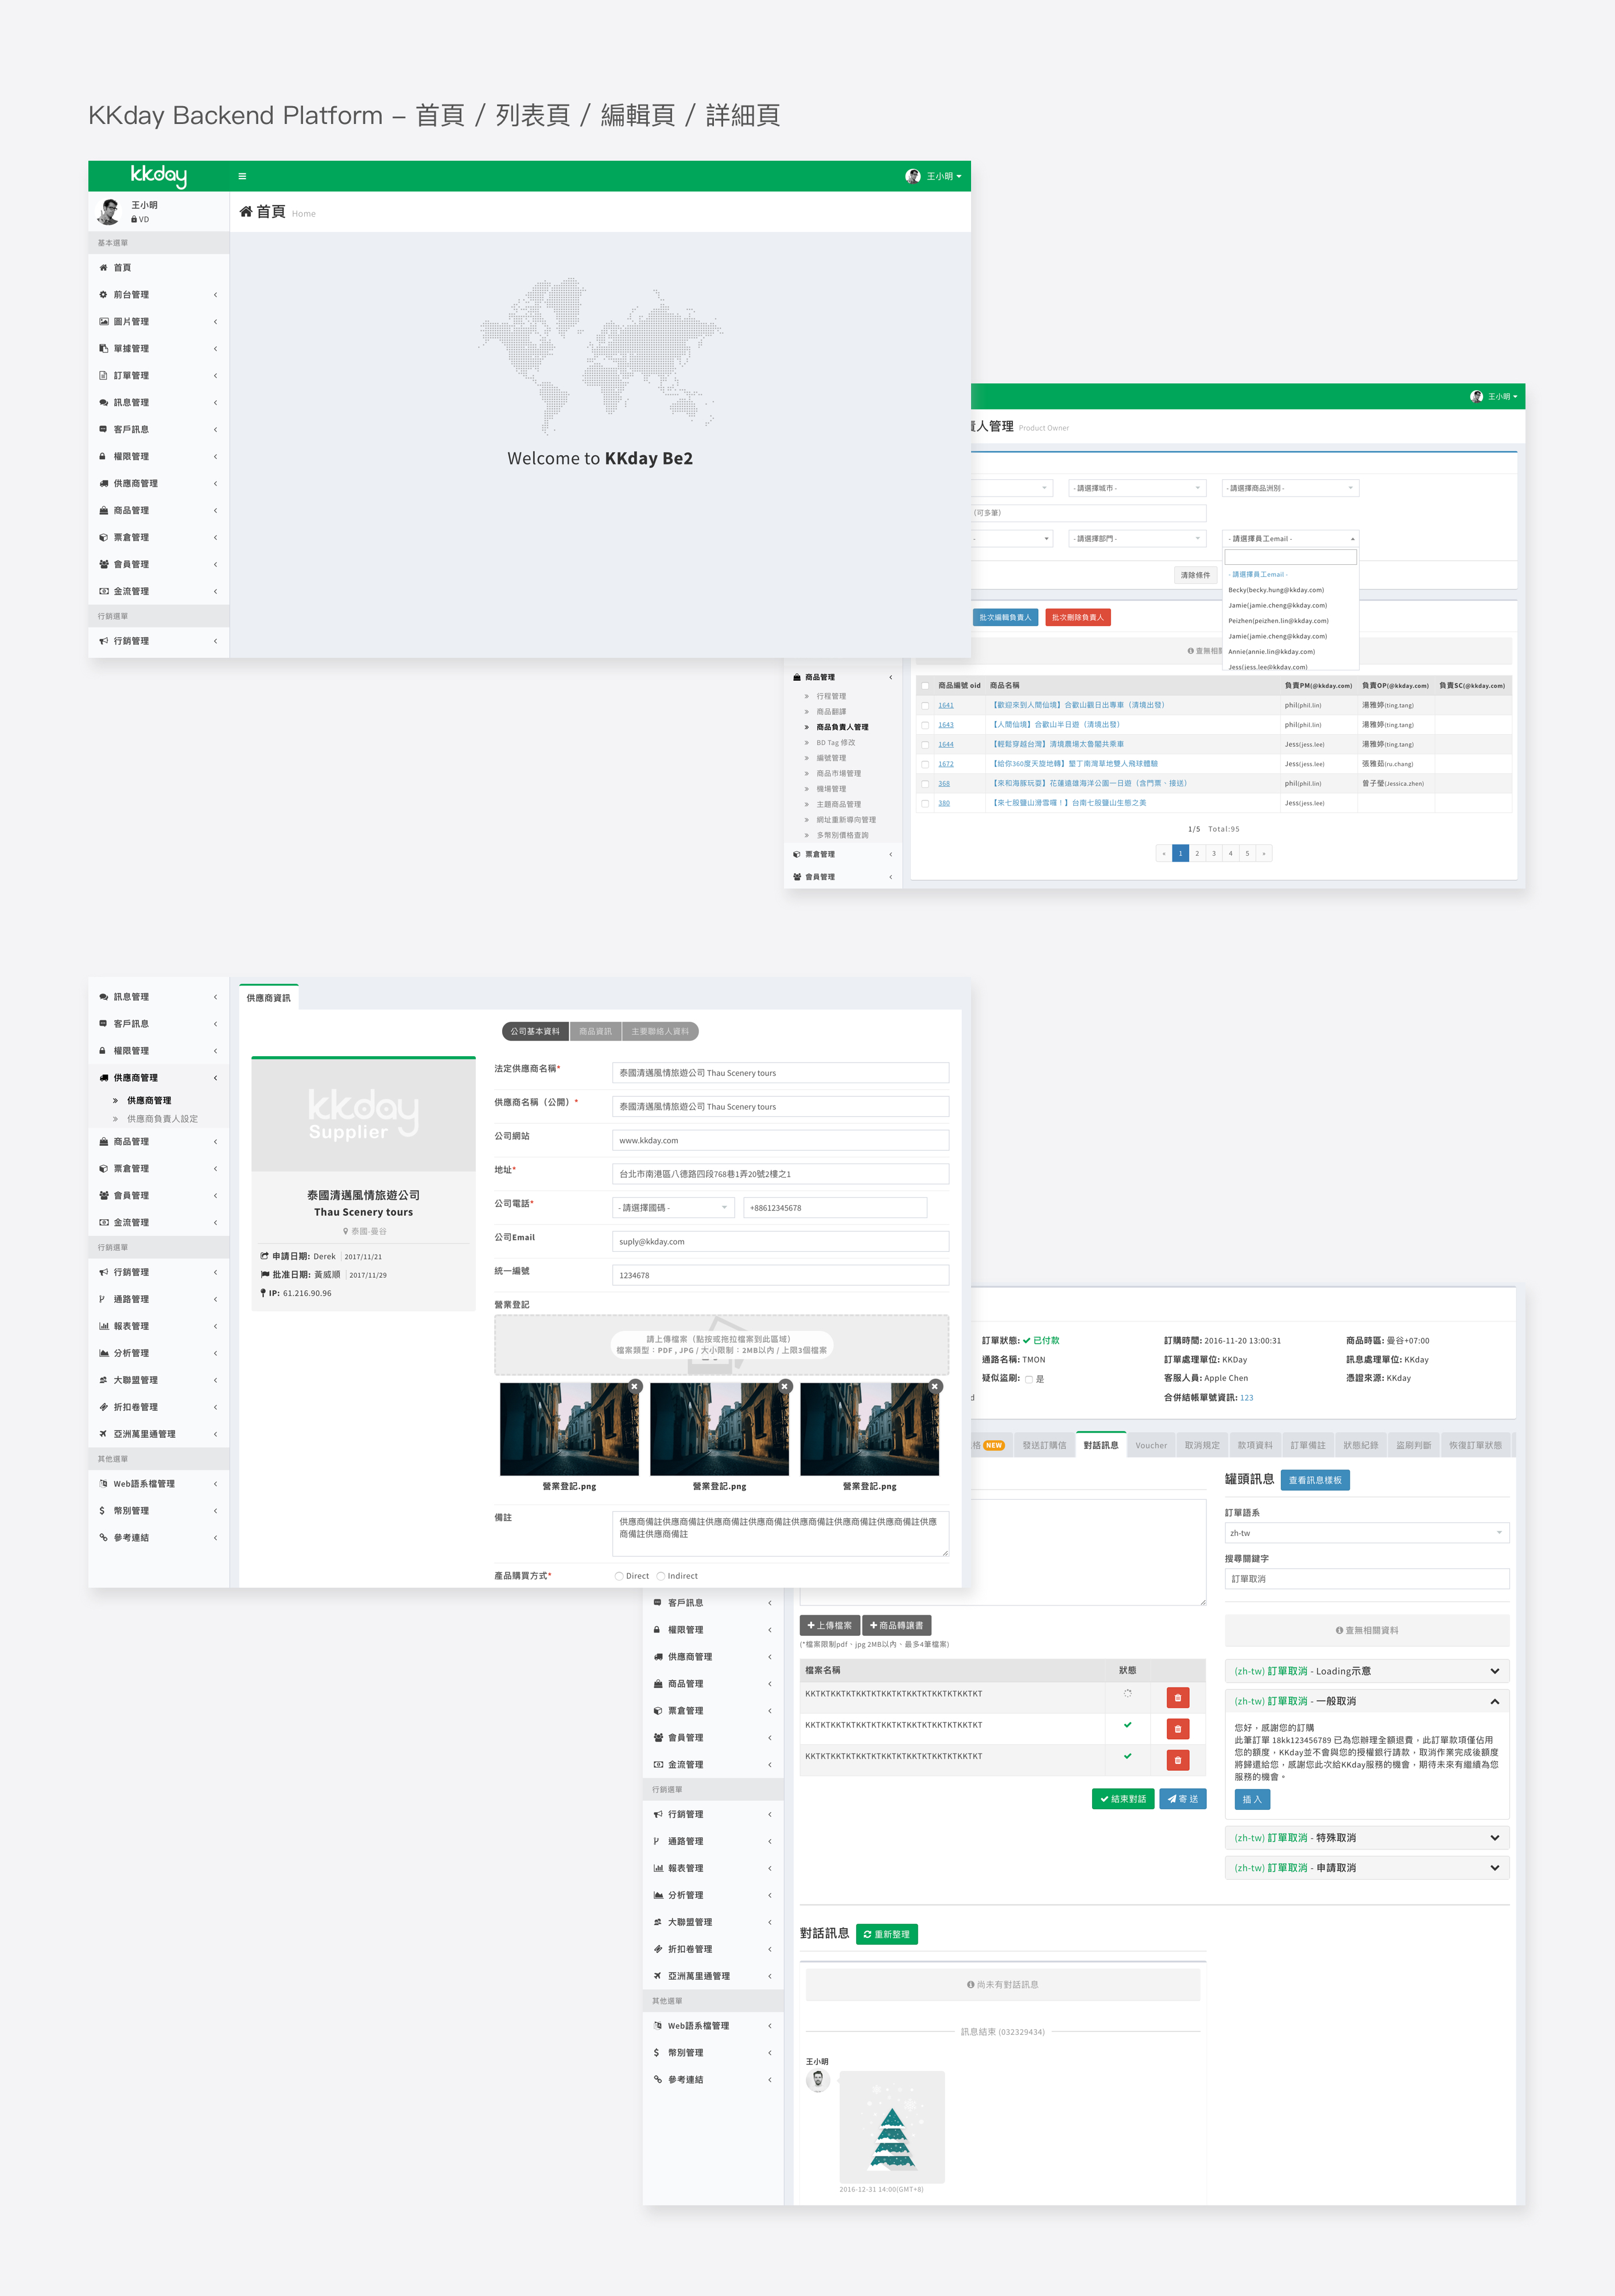 KKday Backend Platform – 首頁 / 列表頁 / 編輯頁 / 詳細頁
kkday
王小明
王小明
VD
首頁 Home
基本選單
首頁
前台管理
圖片管理
單據管理
訂單管理
訊息管理
客戶訊息
權限管理
供應商管理
商品管理
票倉管理
會員管理
金流管理
行銷選單
行銷管理
Welcome to KKday Be2
王小明
責人管理 Product Owner
- 請選擇城市 -
- 請選擇商品洲別 -
（可多筆）
- 請選擇部門 -
- 請選擇員工email -
清除條件
- 請選擇員工email -
Becky(becky.hung@kkday.com)
Jamie(jamie.cheng@kkday.com)
Peizhen(peizhen.lin@kkday.com)
Jamie(jamie.cheng@kkday.com)
Annie(annie.lin@kkday.com)
Jess(jess.lee@kkday.com)
批次編輯負責人
批次刪除負責人
查無相
商品管理
行程管理
商品翻譯
商品負責人管理
BD Tag 修改
編號管理
商品市場管理
機場管理
主題商品管理
網址重新導向管理
多幣別價格查詢
票倉管理
會員管理
商品編號 oid 商品名稱 負責PM(@kkday.com) 負責OP(@kkday.com) 負責SC(@kkday.com)
1641 【歡迎來到人間仙境】合歡山觀日出專車（清境出發） phil(phil.lin) 湯雅婷(ting.tang)
1643 【人間仙境】合歡山半日遊（清境出發） phil(phil.lin) 湯雅婷(ting.tang)
1644 【輕鬆穿越台灣】清境農場太魯閣共乘車 Jess(jess.lee) 湯雅婷(ting.tang)
1672 【給你360度天旋地轉】墾丁南灣草地雙人飛球體驗 Jess(jess.lee) 張雅茹(ru.chang)
368 【來和海豚玩耍】花蓮遠雄海洋公園一日遊（含門票、接送） phil(phil.lin) 曾子瑩(Jessica.zhen)
380 【來七股鹽山滑雪囉！】台南七股鹽山生態之美 Jess(jess.lee)
1/5 Total:95
« 1 2 3 4 5 »
訊息管理
客戶訊息
權限管理
供應商管理
供應商管理
供應商負責人設定
商品管理
票倉管理
會員管理
金流管理
行銷選單
行銷管理
通路管理
報表管理
分析管理
大聯盟管理
折扣卷管理
亞洲萬里通管理
其他選單
Web語系檔管理
幣別管理
參考連結
供應商資訊
公司基本資料 商品資訊 主要聯絡人資料
kkday
Supplier
泰國清邁風情旅遊公司
Thau Scenery tours
泰國-曼谷
申請日期: Derek 2017/11/21
批准日期: 黃威順 2017/11/29
IP: 61.216.90.96
法定供應商名稱* 泰國清邁風情旅遊公司 Thau Scenery tours
供應商名稱（公開）* 泰國清邁風情旅遊公司 Thau Scenery tours
公司網站 www.kkday.com
地址* 台北市南港區八德路四段768巷1弄20號2樓之1
公司電話* - 請選擇國碼 - +88612345678
公司Email suply@kkday.com
統一編號 1234678
營業登記
請上傳檔案（點按或拖拉檔案到此區域）
檔案類型：PDF , JPG / 大小限制：2MB以內 / 上限3個檔案
營業登記.png 營業登記.png 營業登記.png
備註 供應商備註供應商備註供應商備註供應商備註供應商備註供應商備註供應商備註供應
商備註供應商備註
產品購買方式* Direct Indirect
訂單狀態: 已付款 訂購時間: 2016-11-20 13:00:31 商品時區: 曼谷+07:00
通路名稱: TMON 訂單處理單位: KKDay 訊息處理單位: KKday
疑似盜刷: 是 客服人員: Apple Chen 憑證來源: KKday
d 合併結帳單號資訊: 123
格 NEW 發送訂購信 對話訊息 Voucher 取消規定 款項資料 訂單備註 狀態紀錄 盜刷判斷 恢復訂單狀態
客戶訊息
權限管理
供應商管理
商品管理
票倉管理
會員管理
金流管理
行銷選單
行銷管理
通路管理
報表管理
分析管理
大聯盟管理
折扣卷管理
亞洲萬里通管理
其他選單
Web語系檔管理
幣別管理
參考連結
上傳檔案 商品轉讓書
(*檔案限制pdf、jpg 2MB以內、最多4筆檔案)
檔案名稱 狀態
KKTKTKKTKTKKTKTKKTKTKKTKTKKTKTKKTKT
KKTKTKKTKTKKTKTKKTKTKKTKTKKTKTKKTKT
KKTKTKKTKTKKTKTKKTKTKKTKTKKTKTKKTKT
結束對話 寄 送
罐頭訊息 查看訊息樣板
訂單語系
zh-tw
搜尋關鍵字
訂單取消
查無相關資料
(zh-tw) 訂單取消 - Loading示意
(zh-tw) 訂單取消 - 一般取消
您好，感謝您的訂購
此筆訂單 18kk123456789 已為您辦理全額退費，此訂單款項僅佔用
您的額度，KKday並不會與您的授權銀行請款，取消作業完成後額度
將歸還給您，感謝您此次給KKday服務的機會，期待未來有繼續為您
服務的機會。
插 入
(zh-tw) 訂單取消 - 特殊取消
(zh-tw) 訂單取消 - 申請取消
對話訊息 重新整理
尚未有對話訊息
訊息結束 (032329434)
王小明
2016-12-31 14:00(GMT+8)